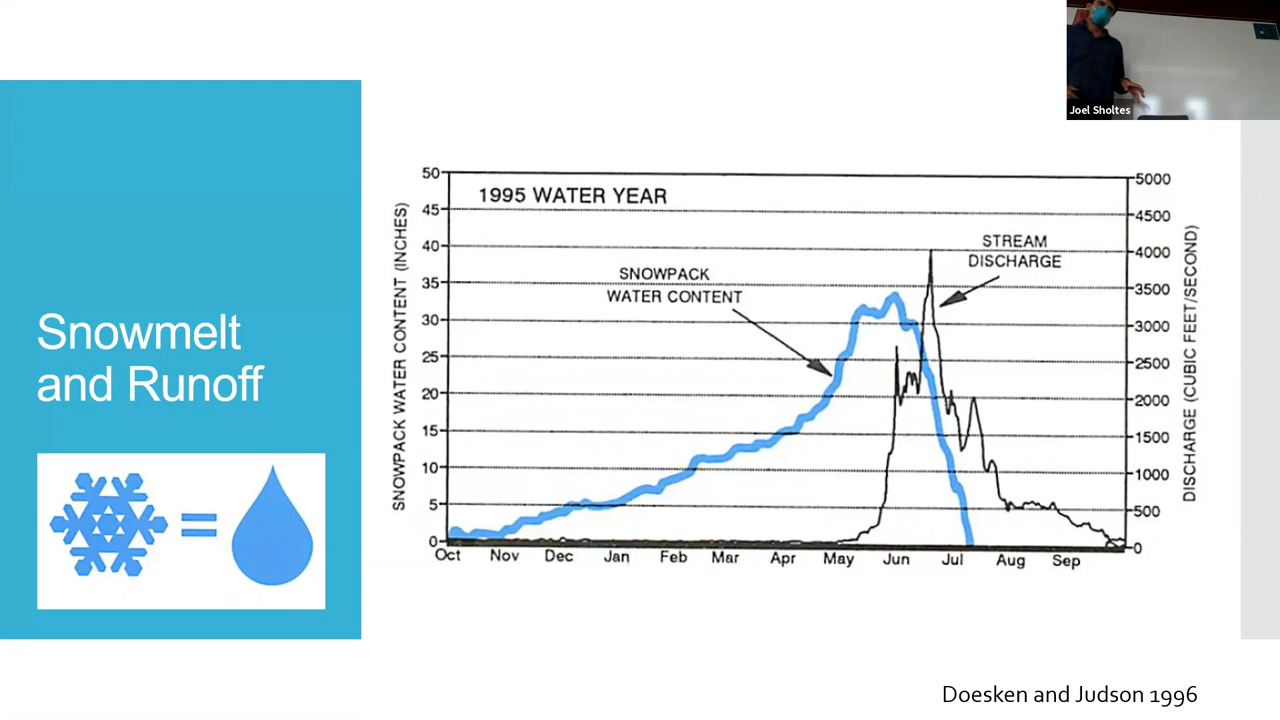 Joel Sholtes
Snowmelt
and Runoff
=
1995 WATER YEAR
SNOWPACK
WATER CONTENT
STREAM
DISCHARGE
SNOWPACK WATER CONTENT (INCHES)
50
45
40
35
30
25
20
15
10
5
0
5000
4500
4000
3500
3000
2500
2000
1500
1000
500
0
DISCHARGE (CUBIC FEET/SECOND)
Oct Nov Dec Jan Feb Mar Apr May Jun Jul Aug Sep
Doesken and Judson 1996